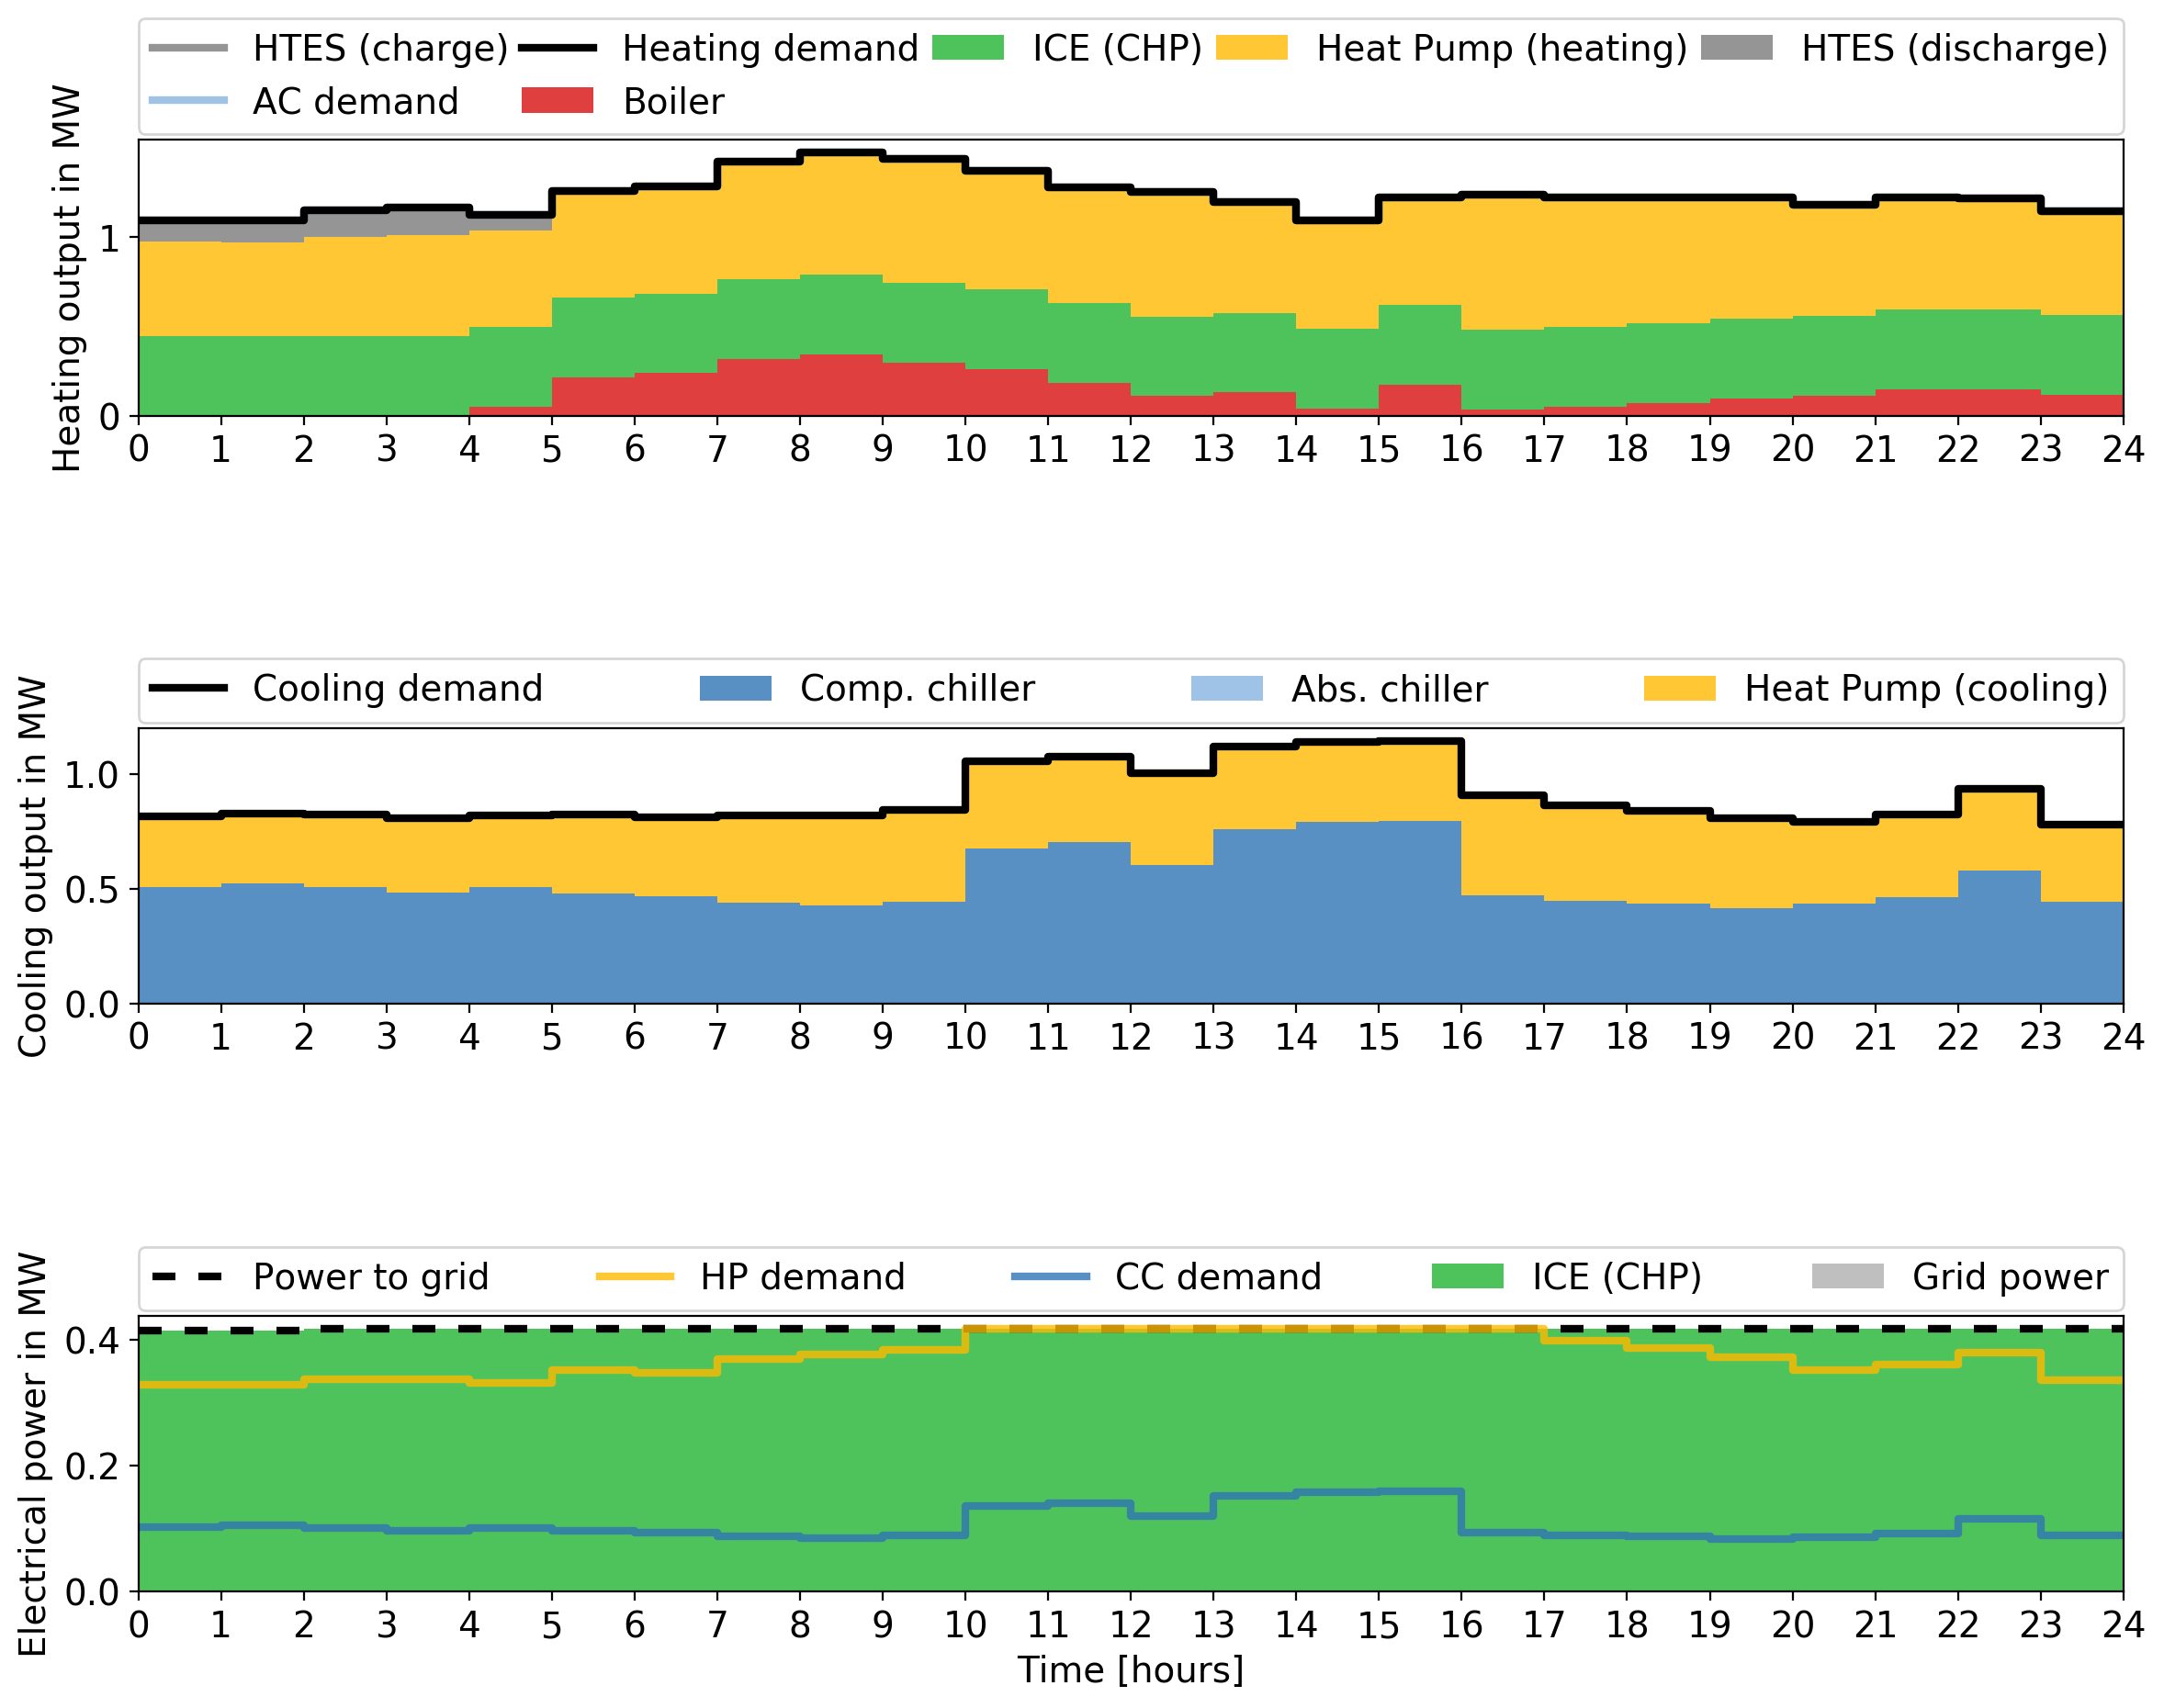 HTES (charge) Heating demand ICE (CHP) Heat Pump (heating) HTES (discharge)
AC demand Boiler
Heating output in MW
1
0
0 1 2 3 4 5 6 7 8 9 10 11 12 13 14 15 16 17 18 19 20 21 22 23 24
Cooling demand Comp. chiller Abs. chiller Heat Pump (cooling)
Cooling output in MW
1.0
0.5
0.0
0 1 2 3 4 5 6 7 8 9 10 11 12 13 14 15 16 17 18 19 20 21 22 23 24
Power to grid HP demand CC demand ICE (CHP) Grid power
Electrical power in MW
0.4
0.2
0.0
0 1 2 3 4 5 6 7 8 9 10 11 12 13 14 15 16 17 18 19 20 21 22 23 24
Time [hours]